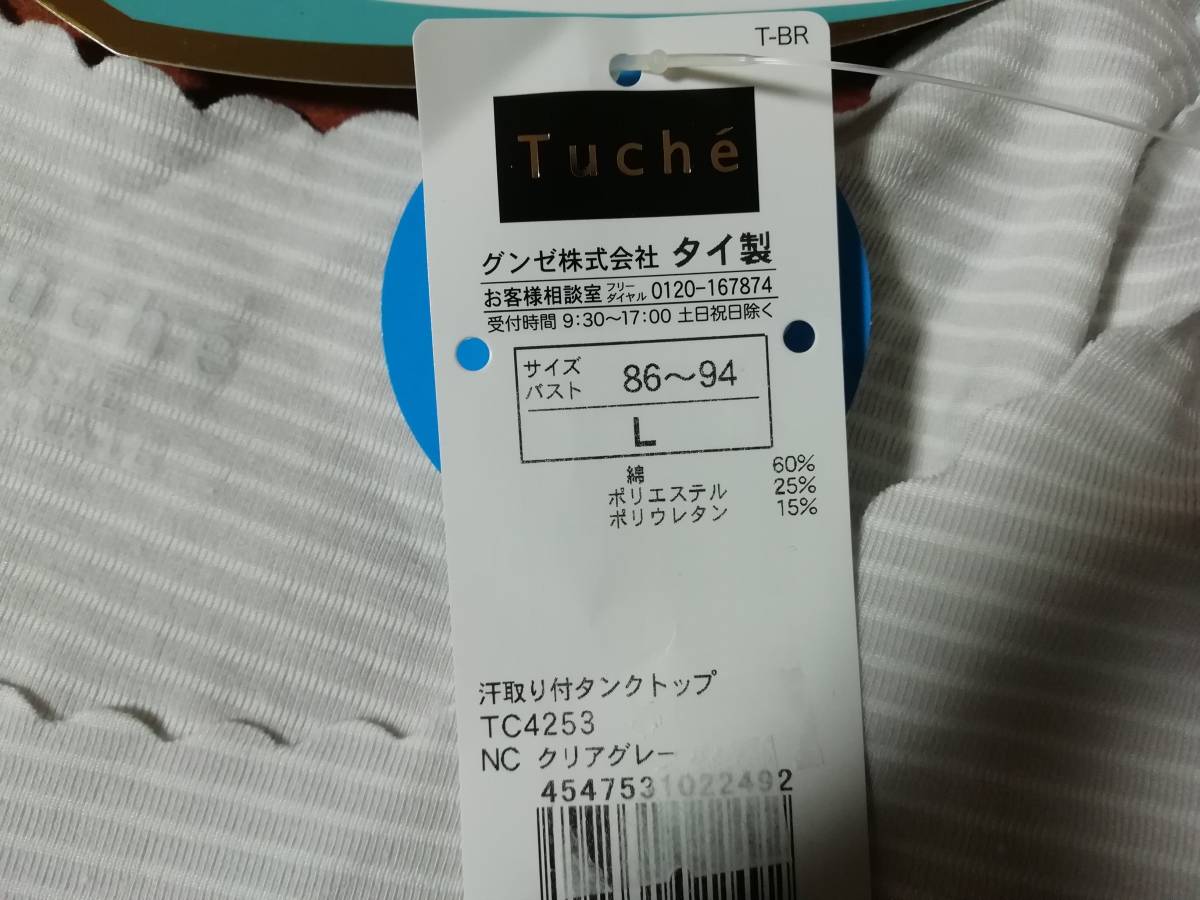 T-BR
Tuché
グンゼ株式会社 タイ製
お客様相談室 フリーダイヤル 0120-167874
受付時間 9:30〜17:00 土日祝日除く
サイズ
バスト 86〜94
L
綿 60%
ポリエステル 25%
ポリウレタン 15%
汗取り付タンクトップ
TC4253
NC クリアグレー
4547531022492